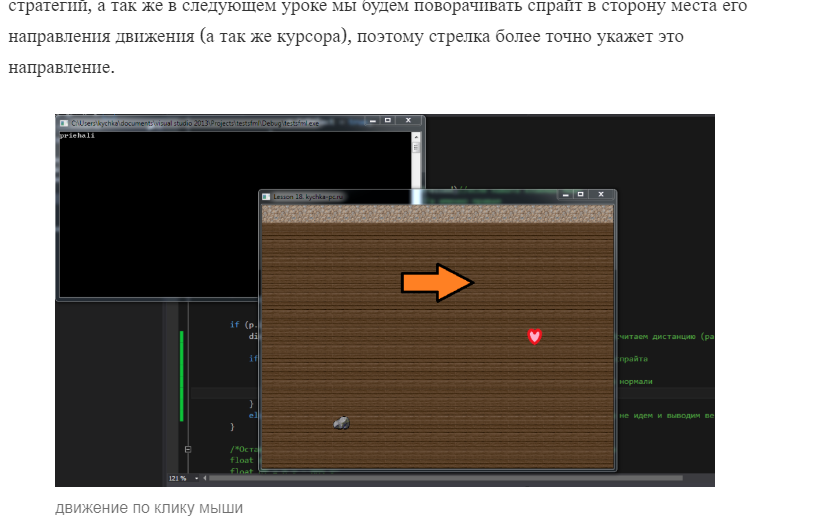 стратегий, а так же в следующем уроке мы будем поворачивать спрайт в сторону места его
направления движения (а так же курсора), поэтому стрелка более точно укажет это
направление.
C:\Users\kychka\documents\visual studio 2013\Projects\testsfml\Debug\testsfml.exe
priehali
Lesson 18. kychka-pc.ru
if (p.
di
считаем дистанцию (ра
if
спрайта
нормали
}
el
не идем и выводим ве
}
/*Оста
float
float
121 %
движение по клику мыши